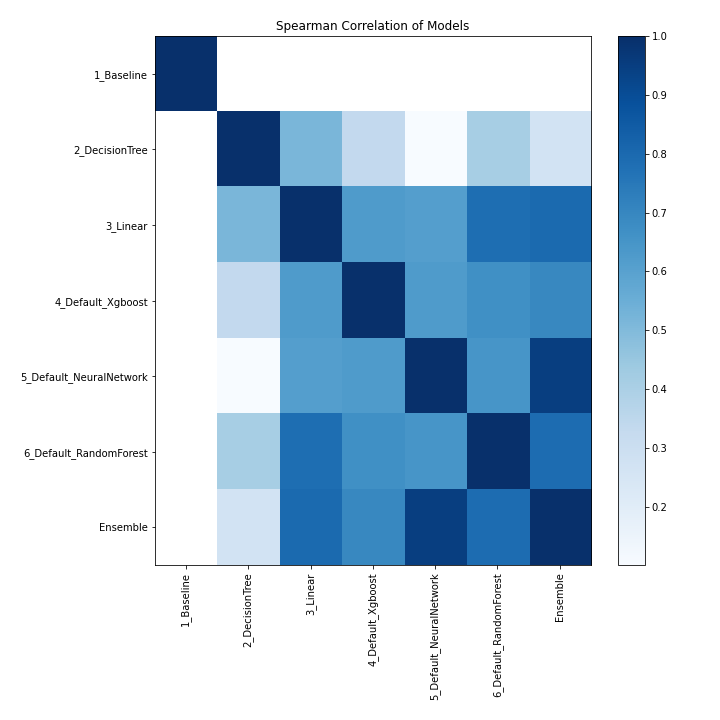 Spearman Correlation of Models
1_Baseline
2_DecisionTree
3_Linear
4_Default_Xgboost
5_Default_NeuralNetwork
6_Default_RandomForest
Ensemble
1_Baseline
2_DecisionTree
3_Linear
4_Default_Xgboost
5_Default_NeuralNetwork
6_Default_RandomForest
Ensemble
1.0
0.9
0.8
0.7
0.6
0.5
0.4
0.3
0.2